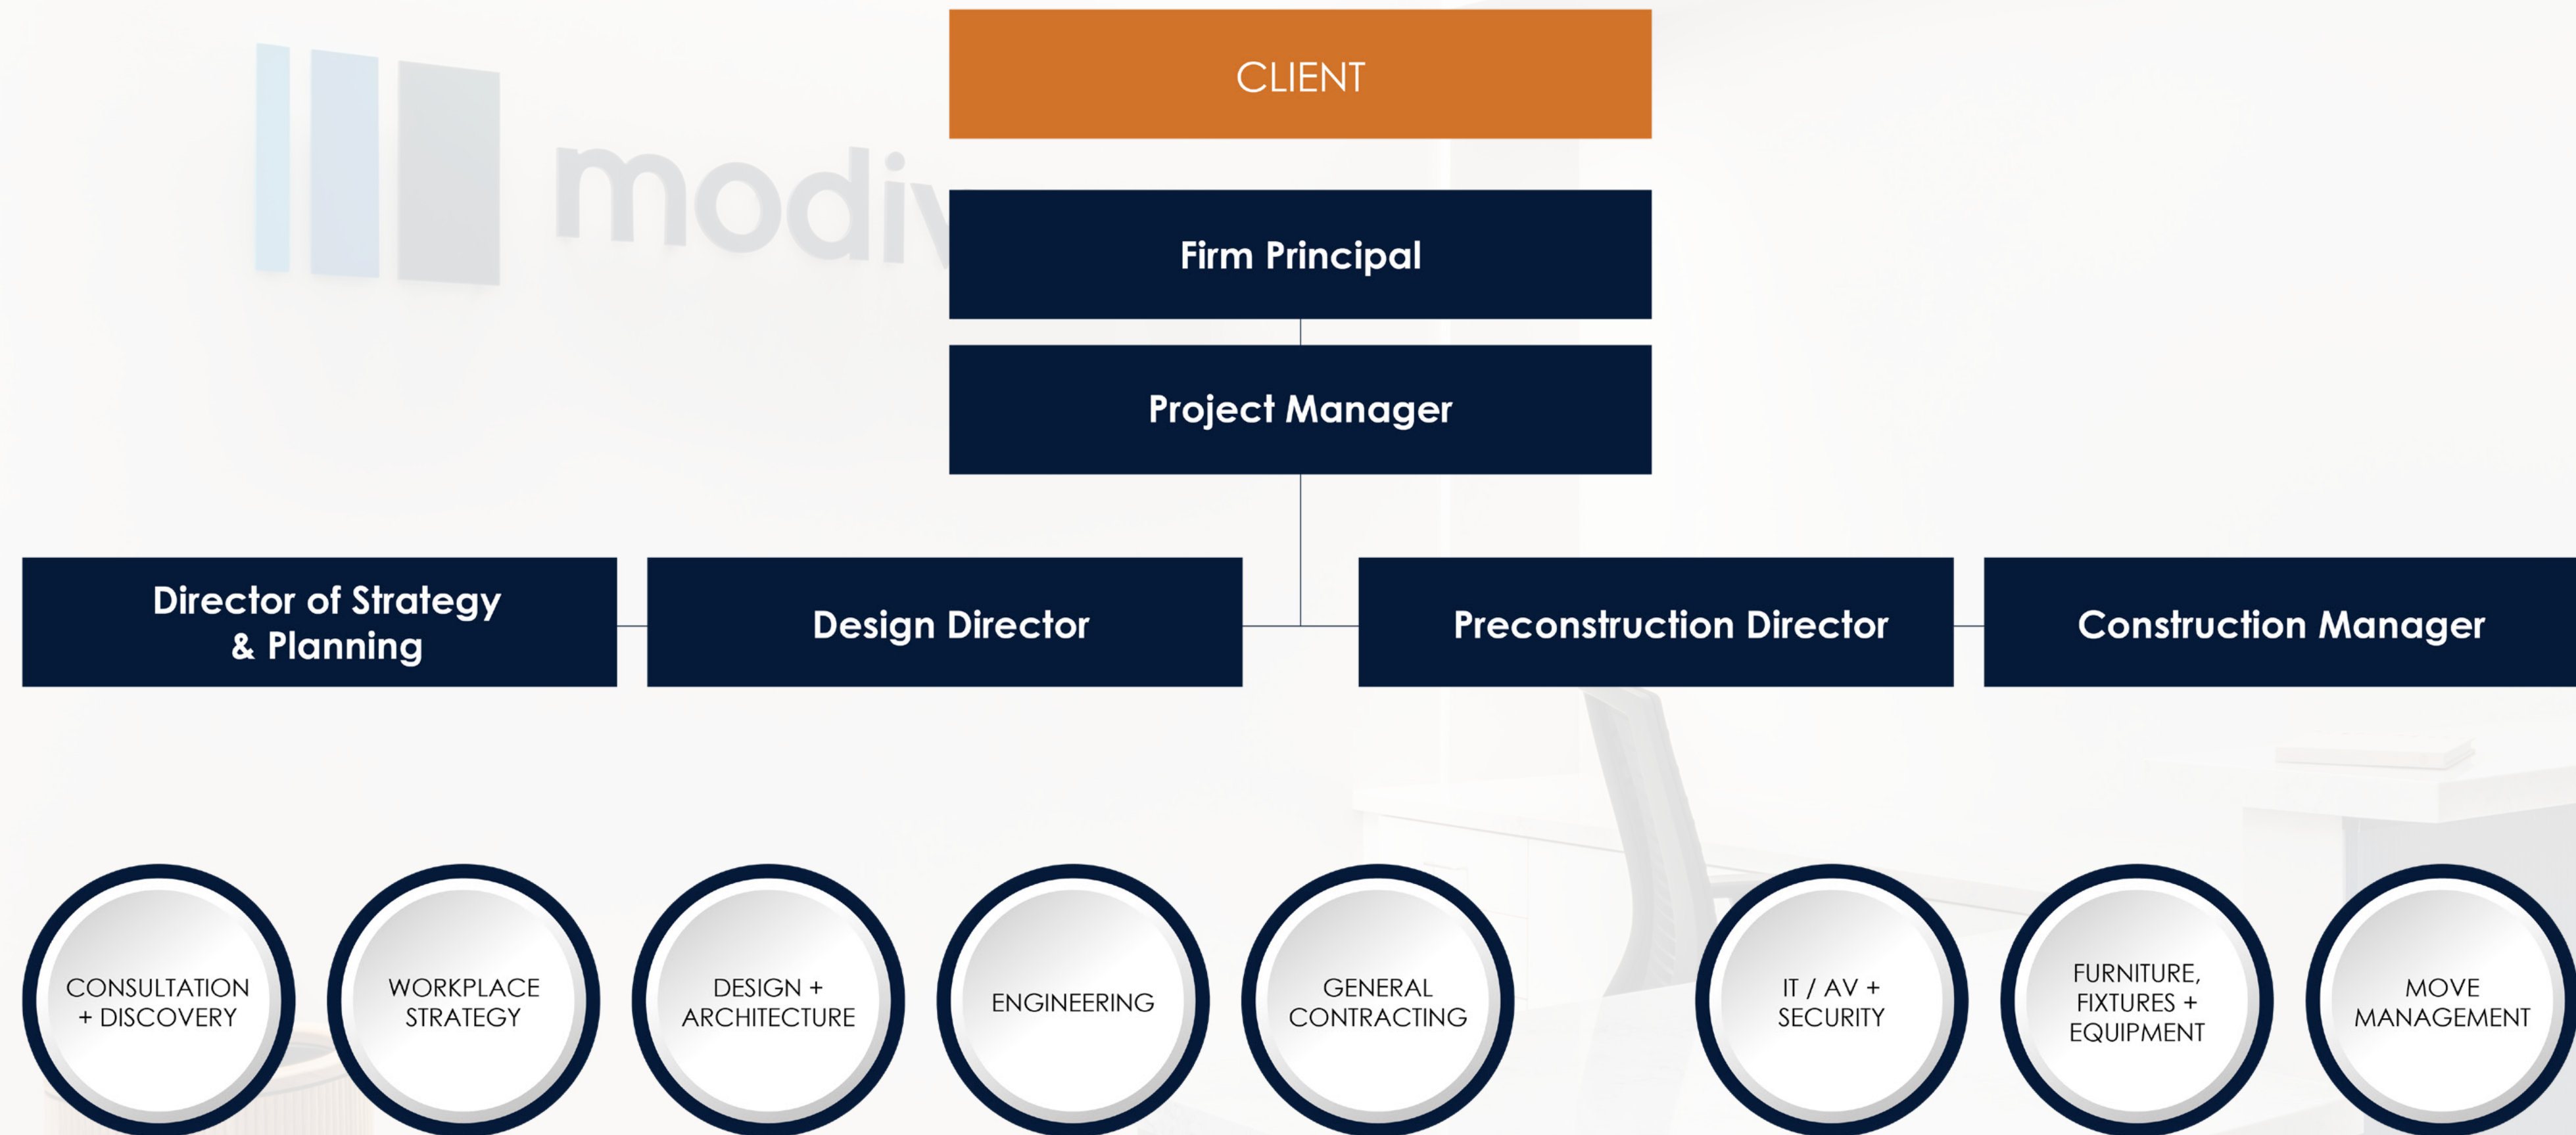 CLIENT
modiv
Firm Principal
Project Manager
Director of Strategy
& Planning
Design Director
Preconstruction Director
Construction Manager
CONSULTATION
+ DISCOVERY
WORKPLACE
STRATEGY
DESIGN +
ARCHITECTURE
ENGINEERING
GENERAL
CONTRACTING
IT / AV +
SECURITY
FURNITURE,
FIXTURES +
EQUIPMENT
MOVE
MANAGEMENT